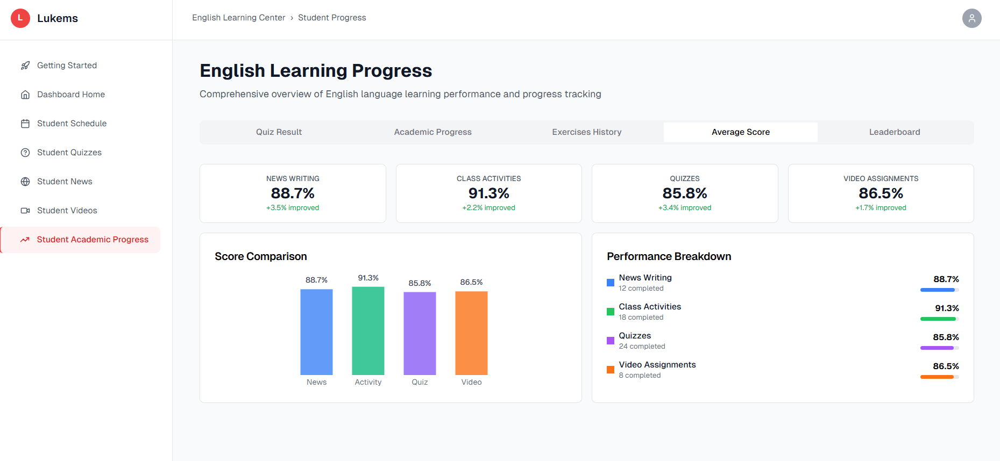 L
Lukems
English Learning Center › Student Progress
Getting Started
Dashboard Home
Student Schedule
Student Quizzes
Student News
Student Videos
Student Academic Progress
English Learning Progress
Comprehensive overview of English language learning performance and progress tracking
Quiz Result
Academic Progress
Exercises History
Average Score
Leaderboard
NEWS WRITING
88.7%
+3.5% improved
CLASS ACTIVITIES
91.3%
+2.2% improved
QUIZZES
85.8%
+3.4% improved
VIDEO ASSIGNMENTS
86.5%
+1.7% improved
Score Comparison
88.7%
91.3%
85.8%
86.5%
News
Activity
Quiz
Video
Performance Breakdown
News Writing
12 completed
88.7%
Class Activities
18 completed
91.3%
Quizzes
24 completed
85.8%
Video Assignments
8 completed
86.5%